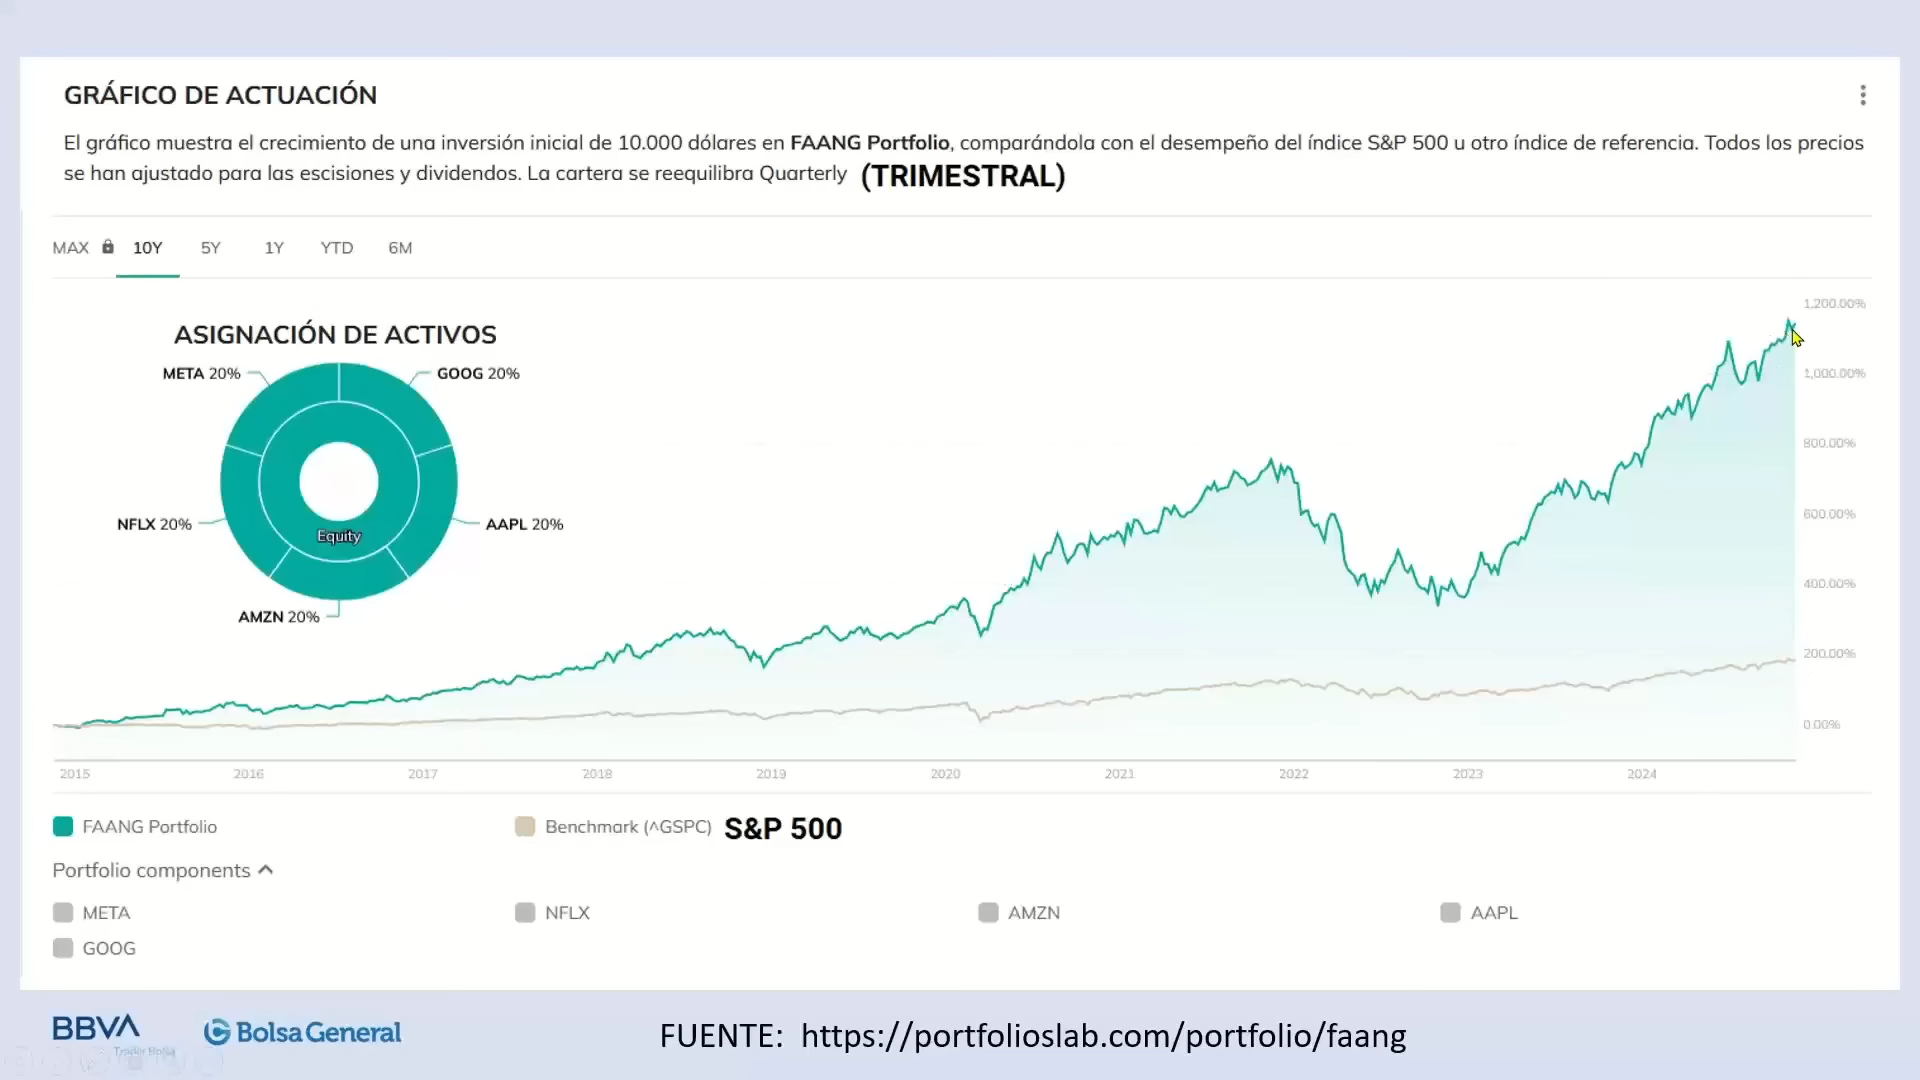 GRÁFICO DE ACTUACIÓN
El gráfico muestra el crecimiento de una inversión inicial de 10.000 dólares en FAANG Portfolio, comparándola con el desempeño del índice S&P 500 u otro índice de referencia. Todos los precios
se han ajustado para las escisiones y dividendos. La cartera se reequilibra Quarterly (TRIMESTRAL)
MAX 10Y 5Y 1Y YTD 6M
ASIGNACIÓN DE ACTIVOS
META 20%
GOOG 20%
NFLX 20%
AAPL 20%
Equity
AMZN 20%
1,200.00%
1,000.00%
800.00%
600.00%
400.00%
200.00%
0.00%
2015 2016 2017 2018 2019 2020 2021 2022 2023 2024
FAANG Portfolio
Benchmark (^GSPC) S&P 500
Portfolio components
META NFLX AMZN AAPL
GOOG
BBVA
Trader Bolsa
Bolsa General
FUENTE: https://portfolioslab.com/portfolio/faang